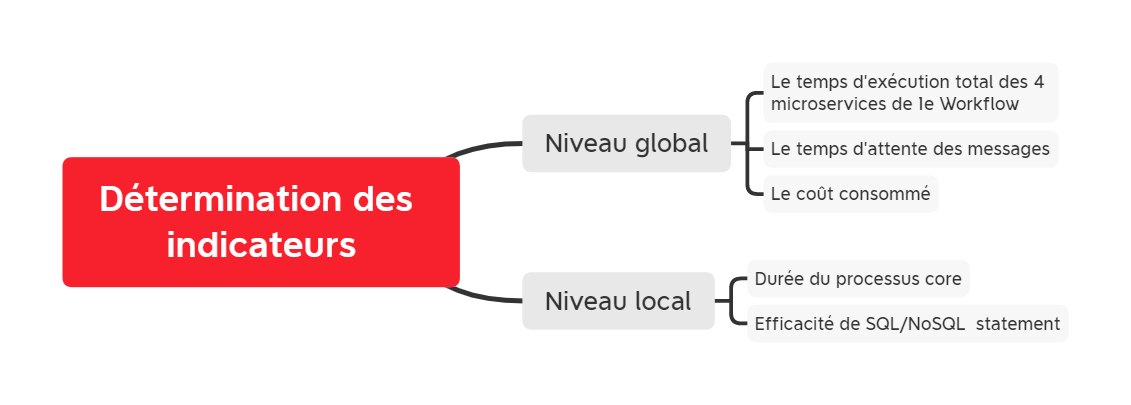 Détermination des
indicateurs
Niveau global
Le temps d'exécution total des 4
microservices de 1e Workflow
Le temps d'attente des messages
Le coût consommé
Niveau local
Durée du processus core
Efficacité de SQL/NoSQL statement